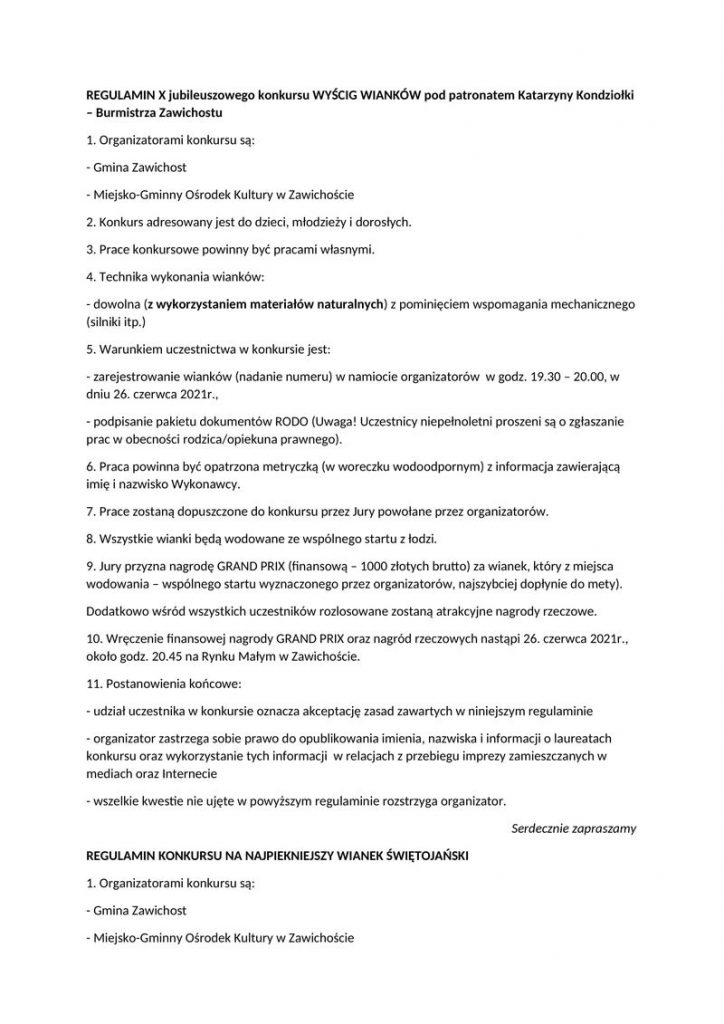 REGULAMIN X jubileuszowego konkursu WYŚCIG WIANKÓW pod patronatem Katarzyny Kondziołki
– Burmistrza Zawichostu
1. Organizatorami konkursu są:
- Gmina Zawichost
- Miejsko-Gminny Ośrodek Kultury w Zawichoście
2. Konkurs adresowany jest do dzieci, młodzieży i dorosłych.
3. Prace konkursowe powinny być pracami własnymi.
4. Technika wykonania wianków:
- dowolna (z wykorzystaniem materiałów naturalnych) z pominięciem wspomagania mechanicznego
(silniki itp.)
5. Warunkiem uczestnictwa w konkursie jest:
- zarejestrowanie wianków (nadanie numeru) w namiocie organizatorów w godz. 19.30 – 20.00, w
dniu 26. czerwca 2021r.,
- podpisanie pakietu dokumentów RODO (Uwaga! Uczestnicy niepełnoletni proszeni są o zgłaszanie
prac w obecności rodzica/opiekuna prawnego).
6. Praca powinna być opatrzona metryczką (w woreczku wodoodpornym) z informacja zawierającą
imię i nazwisko Wykonawcy.
7. Prace zostaną dopuszczone do konkursu przez Jury powołane przez organizatorów.
8. Wszystkie wianki będą wodowane ze wspólnego startu z łodzi.
9. Jury przyzna nagrodę GRAND PRIX (finansową – 1000 złotych brutto) za wianek, który z miejsca
wodowania – wspólnego startu wyznaczonego przez organizatorów, najszybciej dopłynie do mety).
Dodatkowo wśród wszystkich uczestników rozlosowane zostaną atrakcyjne nagrody rzeczowe.
10. Wręczenie finansowej nagrody GRAND PRIX oraz nagród rzeczowych nastąpi 26. czerwca 2021r.,
około godz. 20.45 na Rynku Małym w Zawichoście.
11. Postanowienia końcowe:
- udział uczestnika w konkursie oznacza akceptację zasad zawartych w niniejszym regulaminie
- organizator zastrzega sobie prawo do opublikowania imienia, nazwiska i informacji o laureatach
konkursu oraz wykorzystanie tych informacji w relacjach z przebiegu imprezy zamieszczanych w
mediach oraz Internecie
- wszelkie kwestie nie ujęte w powyższym regulaminie rozstrzyga organizator.
Serdecznie zapraszamy
REGULAMIN KONKURSU NA NAJPIEKNIEJSZY WIANEK ŚWIĘTOJAŃSKI
1. Organizatorami konkursu są:
- Gmina Zawichost
- Miejsko-Gminny Ośrodek Kultury w Zawichoście